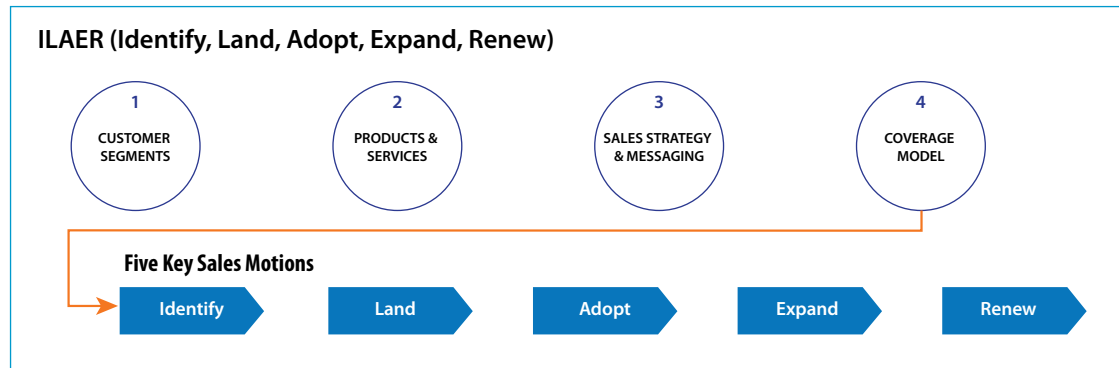 ILAER (Identify, Land, Adopt, Expand, Renew)
1
CUSTOMER
SEGMENTS
2
PRODUCTS &
SERVICES
3
SALES STRATEGY
& MESSAGING
4
COVERAGE
MODEL
Five Key Sales Motions
Identify
Land
Adopt
Expand
Renew